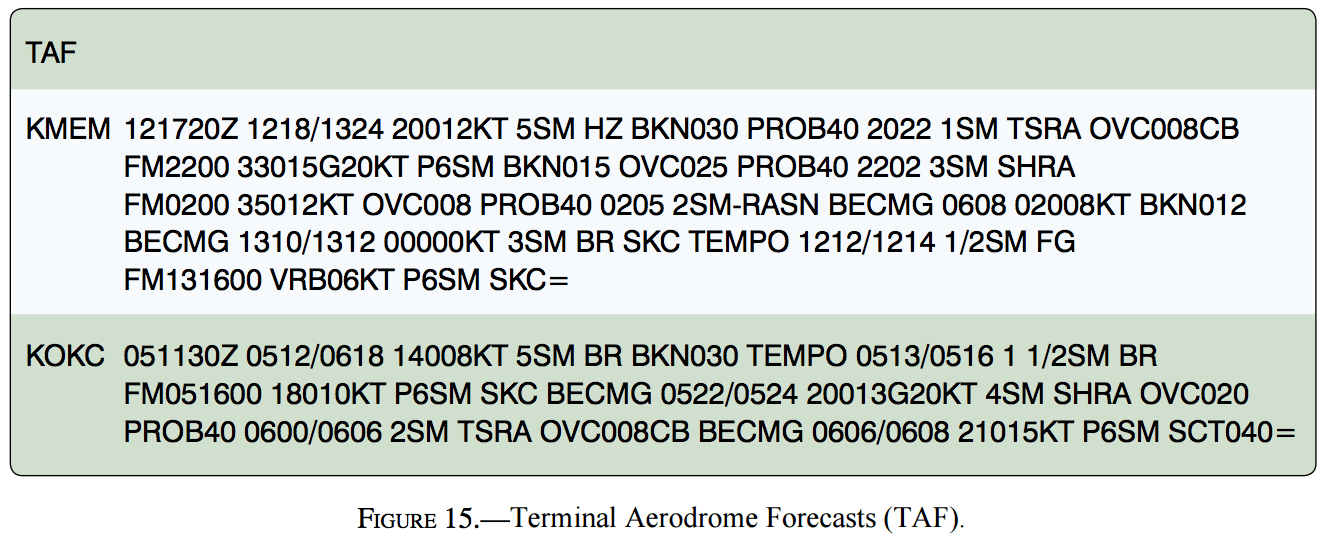 TAF
KMEM 121720Z 1218/1324 20012KT 5SM HZ BKN030 PROB40 2022 1SM TSRA OVC008CB
FM2200 33015G20KT P6SM BKN015 OVC025 PROB40 2202 3SM SHRA
FM0200 35012KT OVC008 PROB40 0205 2SM-RASN BECMG 0608 02008KT BKN012
BECMG 1310/1312 00000KT 3SM BR SKC TEMPO 1212/1214 1/2SM FG
FM131600 VRB06KT P6SM SKC=
KOKC 051130Z 0512/0618 14008KT 5SM BR BKN030 TEMPO 0513/0516 1 1/2SM BR
FM051600 18010KT P6SM SKC BECMG 0522/0524 20013G20KT 4SM SHRA OVC020
PROB40 0600/0606 2SM TSRA OVC008CB BECMG 0606/0608 21015KT P6SM SCT040=
FIGURE 15.—Terminal Aerodrome Forecasts (TAF).